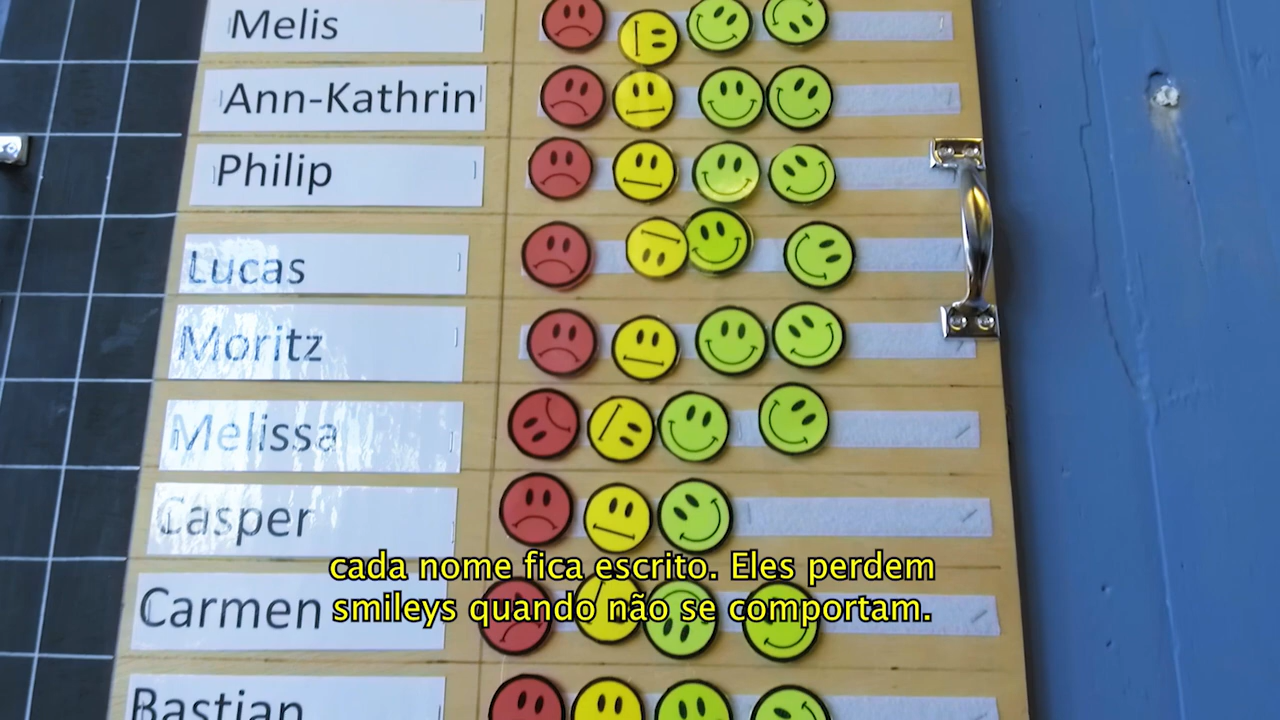 Melis
Ann-Kathrin
Philip
Lucas
Moritz
Melissa
Casper
Carmen
Bastian
cada nome fica escrito. Eles perdem
smileys quando não se comportam.